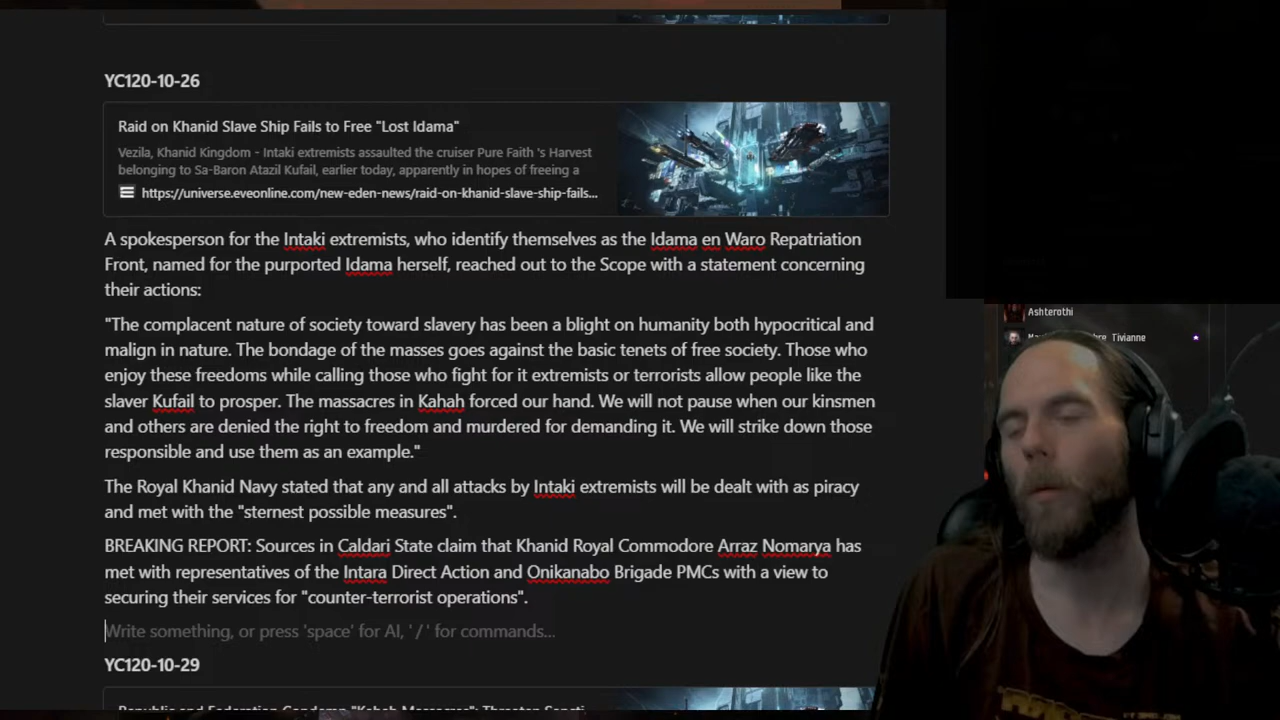 YC120-10-26
Raid on Khanid Slave Ship Fails to Free "Lost Idama"
Vezila, Khanid Kingdom - Intaki extremists assaulted the cruiser Pure Faith 's Harvest
belonging to Sa-Baron Atazil Kufail, earlier today, apparently in hopes of freeing a
https://universe.eveonline.com/new-eden-news/raid-on-khanid-slave-ship-fails...
A spokesperson for the Intaki extremists, who identify themselves as the Idama en Waro Repatriation
Front, named for the purported Idama herself, reached out to the Scope with a statement concerning
their actions:
"The complacent nature of society toward slavery has been a blight on humanity both hypocritical and
malign in nature. The bondage of the masses goes against the basic tenets of free society. Those who
enjoy these freedoms while calling those who fight for it extremists or terrorists allow people like the
slaver Kufail to prosper. The massacres in Kahah forced our hand. We will not pause when our kinsmen
and others are denied the right to freedom and murdered for demanding it. We will strike down those
responsible and use them as an example."
The Royal Khanid Navy stated that any and all attacks by Intaki extremists will be dealt with as piracy
and met with the "sternest possible measures".
BREAKING REPORT: Sources in Caldari State claim that Khanid Royal Commodore Arraz Nomarya has
met with representatives of the Intara Direct Action and Onikanabo Brigade PMCs with a view to
securing their services for "counter-terrorist operations".
Write something, or press 'space' for AI, '/' for commands...
YC120-10-29
Republic and Federation Condemn "Kahah Massacres"; Threaten Sancti
Ashterothi
Tivianne